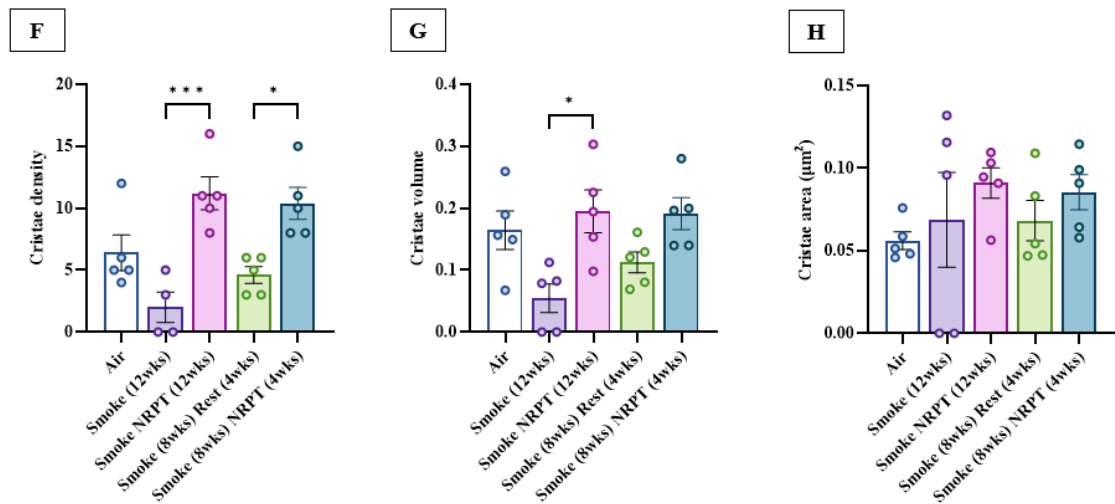 F
G
H
20
15
10
5
0
Cristae density
***
*
Air
Smoke (12wks)
Smoke NRPT (12wks)
Smoke (8wks) Rest (4wks)
Smoke (8wks) NRPT (4wks)
0.4
0.3
0.2
0.1
0.0
Cristae volume
*
Air
Smoke (12wks)
Smoke NRPT (12wks)
Smoke (8wks) Rest (4wks)
Smoke (8wks) NRPT (4wks)
0.15
0.10
0.05
0.00
Cristae area (μm²)
Air
Smoke (12wks)
Smoke NRPT (12wks)
Smoke (8wks) Rest (4wks)
Smoke (8wks) NRPT (4wks)